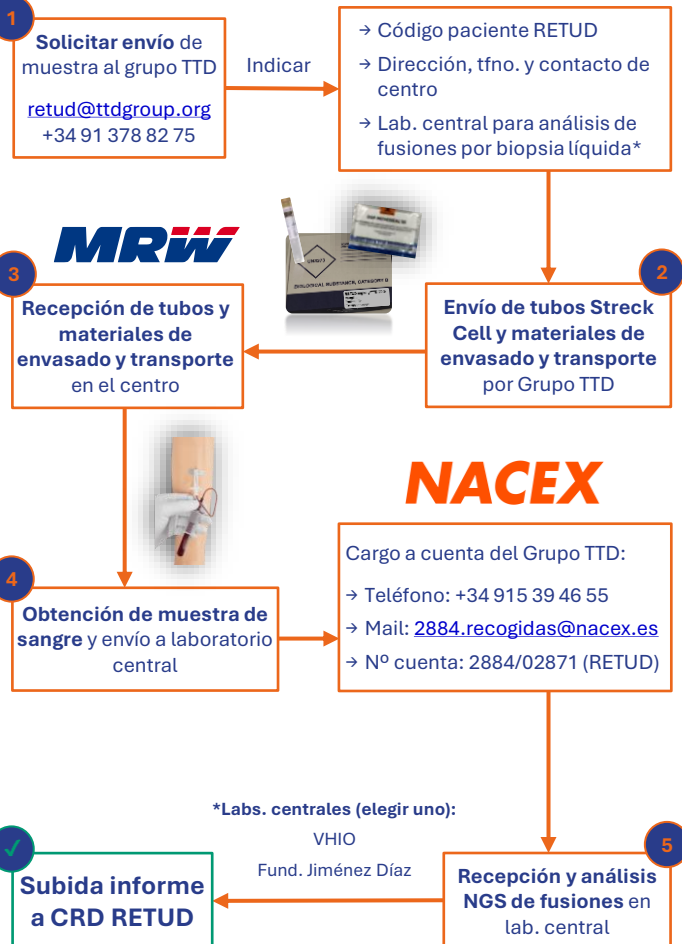 1
Solicitar envío de
muestra al grupo TTD
retud@ttdgroup.org
+34 91 378 82 75
Indicar
→ Código paciente RETUD
→ Dirección, tfno. y contacto de
centro
→ Lab. central para análisis de
fusiones por biopsia líquida*
2
Envío de tubos Streck
Cell y materiales de
envasado y transporte
por Grupo TTD
MRW
UN3373
BIOLOGICAL SUBSTANCE, CATEGORY B
3
Recepción de tubos y
materiales de
envasado y transporte
en el centro
4
Obtención de muestra de
sangre y envío a laboratorio
central
NACEX
Cargo a cuenta del Grupo TTD:
→ Teléfono: +34 915 39 46 55
→ Mail: 2884.recogidas@nacex.es
→ Nº cuenta: 2884/02871 (RETUD)
5
Recepción y análisis
NGS de fusiones en
lab. central
*Labs. centrales (elegir uno):
VHIO
Fund. Jiménez Díaz
✓
Subida informe
a CRD RETUD